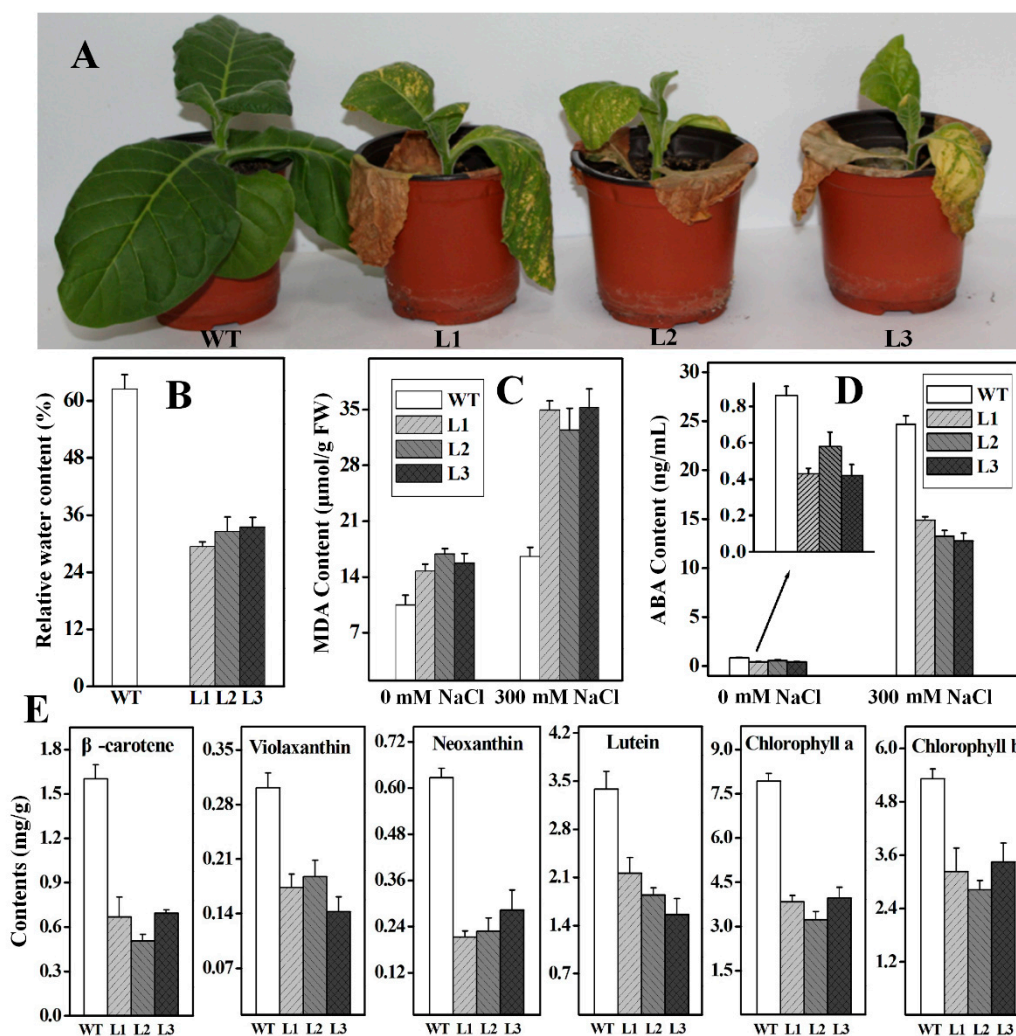 A
WT L1 L2 L3
B
Relative water content (%)
60
48
36
24
12
0
WT L1 L2 L3
C
MDA Content (μmol/g FW)
35
28
21
14
7
WT
L1
L2
L3
0 mM NaCl 300 mM NaCl
D
ABA Content (ng/mL)
30
25
20
15
10
5
0
0.8
0.6
0.4
0.2
0.0
WT
L1
L2
L3
0 mM NaCl 300 mM NaCl
E
Contents (mg/g)
β -carotene
1.8
1.5
1.2
0.9
0.6
0.3
0.0
WT L1 L2 L3
Violaxanthin
0.35
0.28
0.21
0.14
0.07
WT L1 L2 L3
Neoxanthin
0.72
0.60
0.48
0.36
0.24
0.12
WT L1 L2 L3
Lutein
4.2
3.5
2.8
2.1
1.4
0.7
WT L1 L2 L3
Chlorophyll a
9.0
7.5
6.0
4.5
3.0
1.5
WT L1 L2 L3
Chlorophyll b
6.0
4.8
3.6
2.4
1.2
WT L1 L2 L3